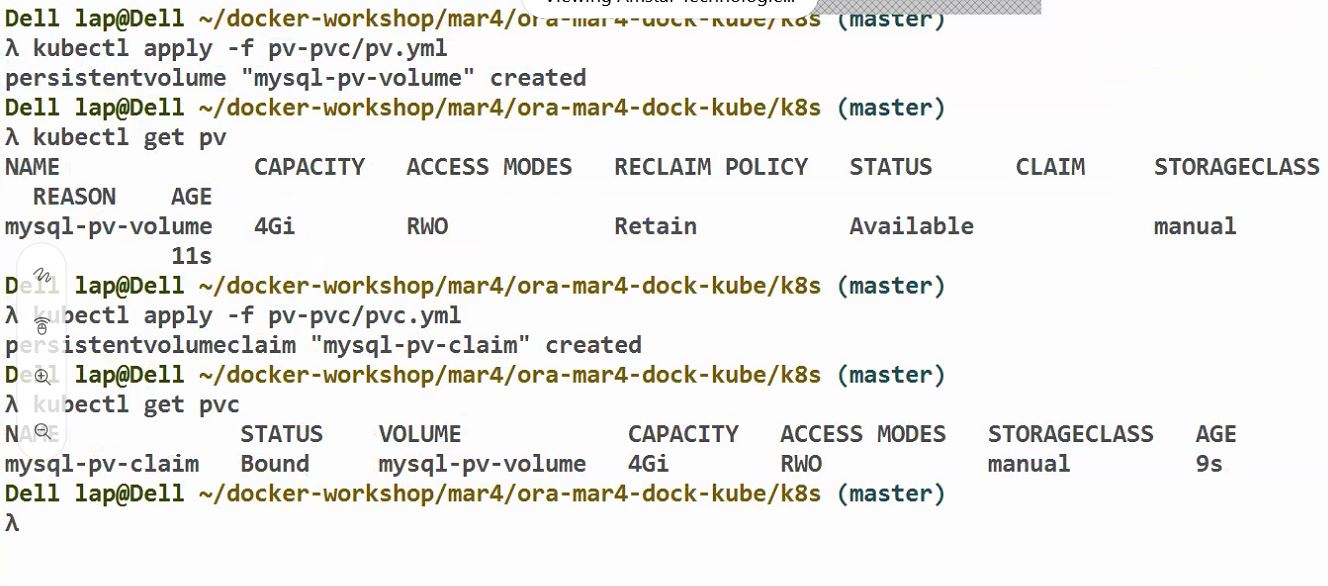 Dell lap@Dell ~/docker-workshop/mar4/ora-mar4-dock-kube/k8s (master)
λ kubectl apply -f pv-pvc/pv.yml
persistentvolume "mysql-pv-volume" created
Dell lap@Dell ~/docker-workshop/mar4/ora-mar4-dock-kube/k8s (master)
λ kubectl get pv
NAME CAPACITY ACCESS MODES RECLAIM POLICY STATUS CLAIM STORAGECLASS
REASON AGE
mysql-pv-volume 4Gi RWO Retain Available manual
11s
Dell lap@Dell ~/docker-workshop/mar4/ora-mar4-dock-kube/k8s (master)
λ kubectl apply -f pv-pvc/pvc.yml
persistentvolumeclaim "mysql-pv-claim" created
Dell lap@Dell ~/docker-workshop/mar4/ora-mar4-dock-kube/k8s (master)
λ kubectl get pvc
NAME STATUS VOLUME CAPACITY ACCESS MODES STORAGECLASS AGE
mysql-pv-claim Bound mysql-pv-volume 4Gi RWO manual 9s
Dell lap@Dell ~/docker-workshop/mar4/ora-mar4-dock-kube/k8s (master)
λ